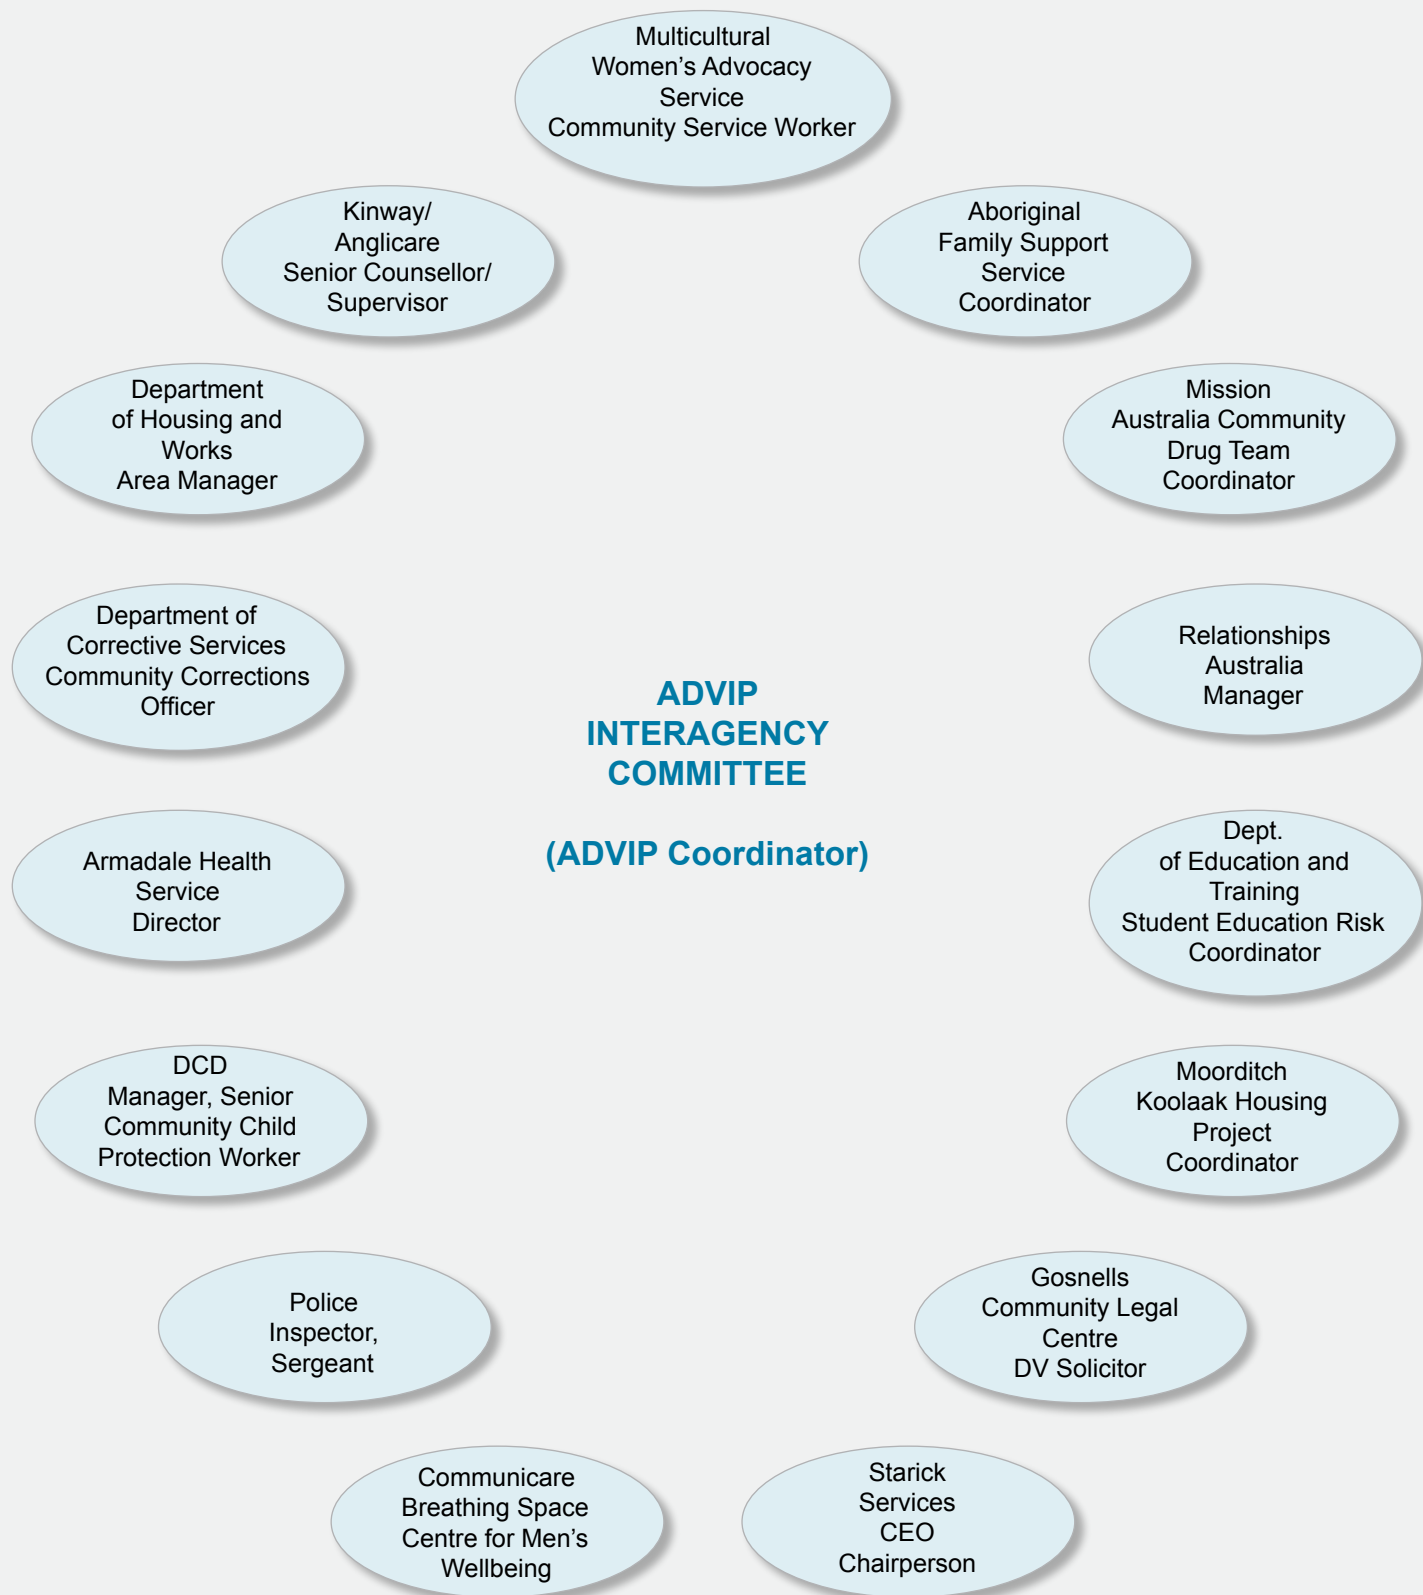 Multicultural
Women’s Advocacy
Service
Community Service Worker
Kinway/
Anglicare
Senior Counsellor/
Supervisor
Aboriginal
Family Support
Service
Coordinator
Department
of Housing and
Works
Area Manager
Mission
Australia Community
Drug Team
Coordinator
Department of
Corrective Services
Community Corrections
Officer
Relationships
Australia
Manager
ADVIP
INTERAGENCY
COMMITTEE
(ADVIP Coordinator)
Armadale Health
Service
Director
Dept.
of Education and
Training
Student Education Risk
Coordinator
DCD
Manager, Senior
Community Child
Protection Worker
Moorditch
Koolaak Housing
Project
Coordinator
Police
Inspector,
Sergeant
Gosnells
Community Legal
Centre
DV Solicitor
Communicare
Breathing Space
Centre for Men’s
Wellbeing
Starick
Services
CEO
Chairperson